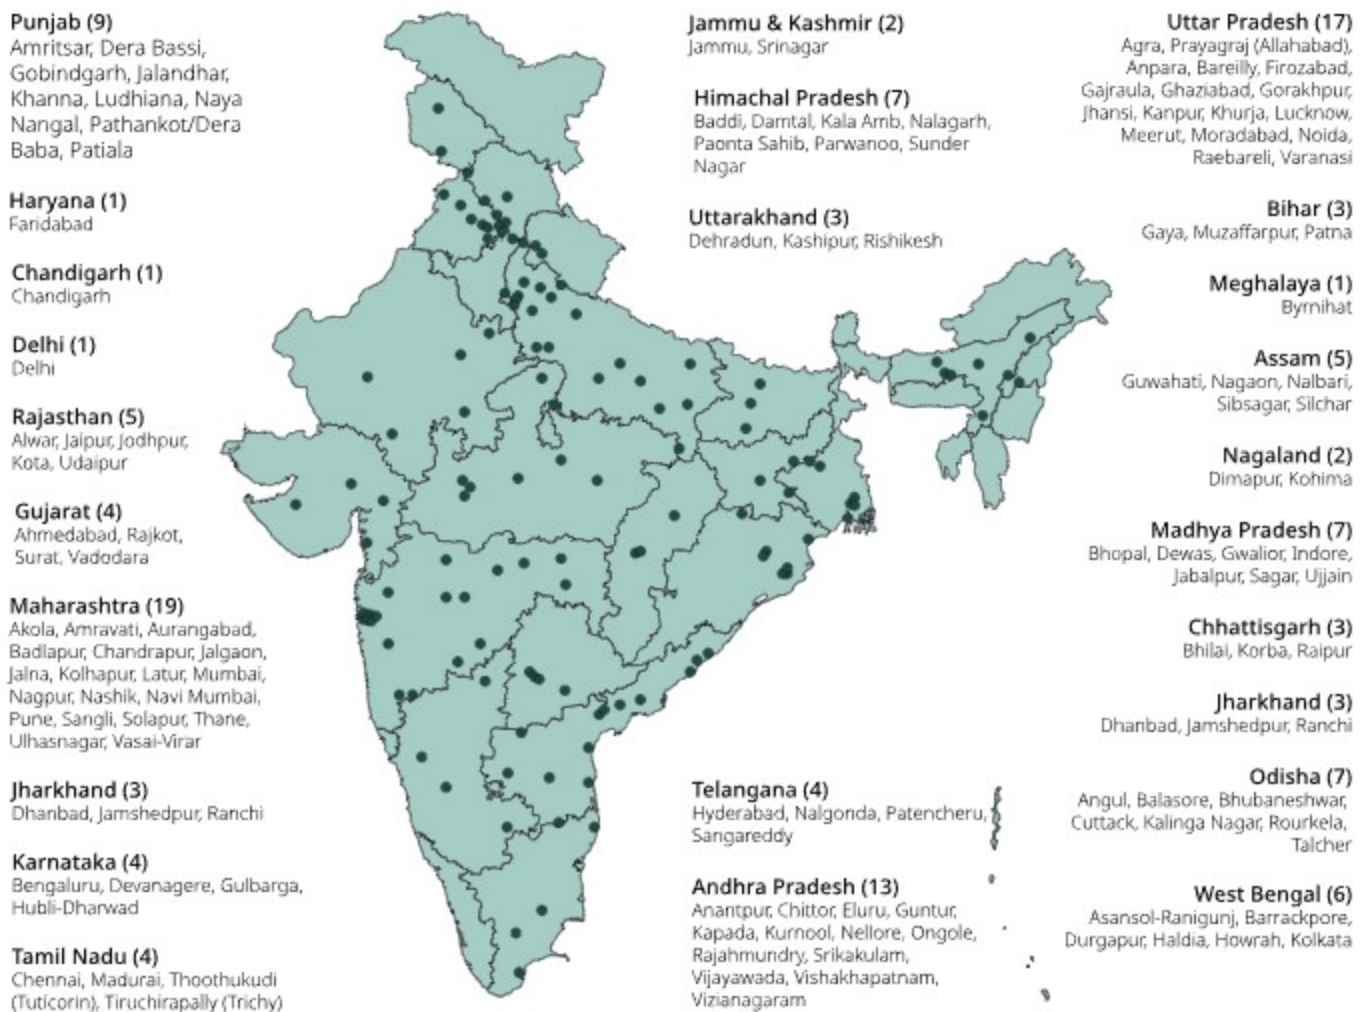 Punjab (9)
Amritsar, Dera Bassi,
Gobindgarh, Jalandhar,
Khanna, Ludhiana, Naya
Nangal, Pathankot/Dera
Baba, Patiala
Haryana (1)
Faridabad
Chandigarh (1)
Chandigarh
Delhi (1)
Delhi
Rajasthan (5)
Alwar, Jaipur, Jodhpur,
Kota, Udaipur
Gujarat (4)
Ahmedabad, Rajkot,
Surat, Vadodara
Maharashtra (19)
Akola, Amravati, Aurangabad,
Badlapur, Chandrapur, Jalgaon,
Jalna, Kolhapur, Latur, Mumbai,
Nagpur, Nashik, Navi Mumbai,
Pune, Sangli, Solapur, Thane,
Ulhasnagar, Vasai-Virar
Jharkhand (3)
Dhanbad, Jamshedpur, Ranchi
Karnataka (4)
Bengaluru, Devanagere, Gulbarga,
Hubli-Dharwad
Tamil Nadu (4)
Chennai, Madurai, Thoothukudi
(Tuticorin), Tiruchirapally (Trichy)
Jammu & Kashmir (2)
Jammu, Srinagar
Himachal Pradesh (7)
Baddi, Damtal, Kala Amb, Nalagarh,
Paonta Sahib, Parwanoo, Sunder
Nagar
Uttarakhand (3)
Dehradun, Kashipur, Rishikesh
Telangana (4)
Hyderabad, Nalgonda, Patencheru,
Sangareddy
Andhra Pradesh (13)
Anantpur, Chittor, Eluru, Guntur,
Kapada, Kurnool, Nellore, Ongole,
Rajahmundry, Srikakulam,
Vijayawada, Vishakhapatnam,
Vizianagaram
Uttar Pradesh (17)
Agra, Prayagraj (Allahabad),
Anpara, Bareilly, Firozabad,
Gajraula, Ghaziabad, Gorakhpur,
Jhansi, Kanpur, Khurja, Lucknow,
Meerut, Moradabad, Noida,
Raebareli, Varanasi
Bihar (3)
Gaya, Muzaffarpur, Patna
Meghalaya (1)
Byrnihat
Assam (5)
Guwahati, Nagaon, Nalbari,
Sibsagar, Silchar
Nagaland (2)
Dimapur, Kohima
Madhya Pradesh (7)
Bhopal, Dewas, Gwalior, Indore,
Jabalpur, Sagar, Ujjain
Chhattisgarh (3)
Bhilai, Korba, Raipur
Jharkhand (3)
Dhanbad, Jamshedpur, Ranchi
Odisha (7)
Angul, Balasore, Bhubaneshwar,
Cuttack, Kalinga Nagar, Rourkela,
Talcher
West Bengal (6)
Asansol-Ranigunj, Barrackpore,
Durgapur, Haldia, Howrah, Kolkata